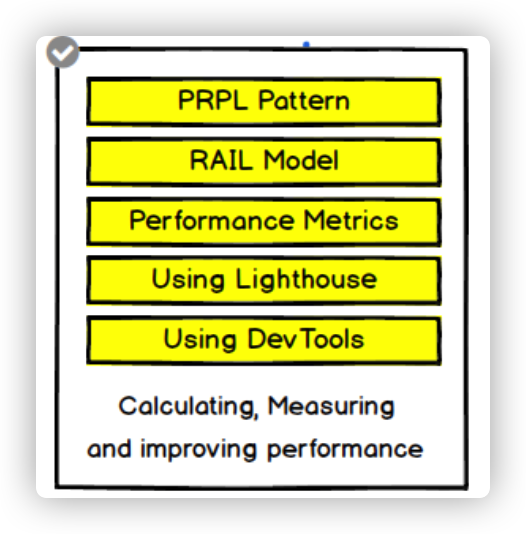 PRPL Pattern
RAIL Model
Performance Metrics
Using Lighthouse
Using DevTools
Calculating, Measuring
and improving performance